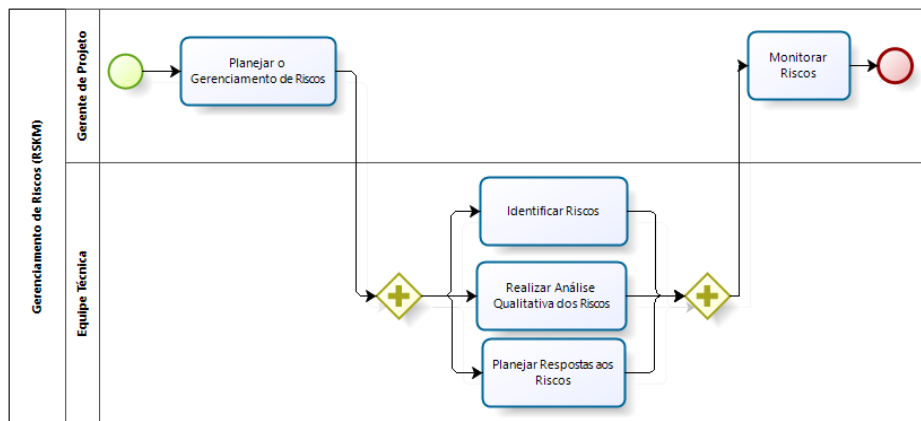 Gerenciamento de Riscos (RSKM)
Gerente de Projeto
Planejar o
Gerenciamento de Riscos
Monitorar
Riscos
Equipe Técnica
Identificar Riscos
Realizar Análise
Qualitativa dos Riscos
Planejar Respostas aos
Riscos